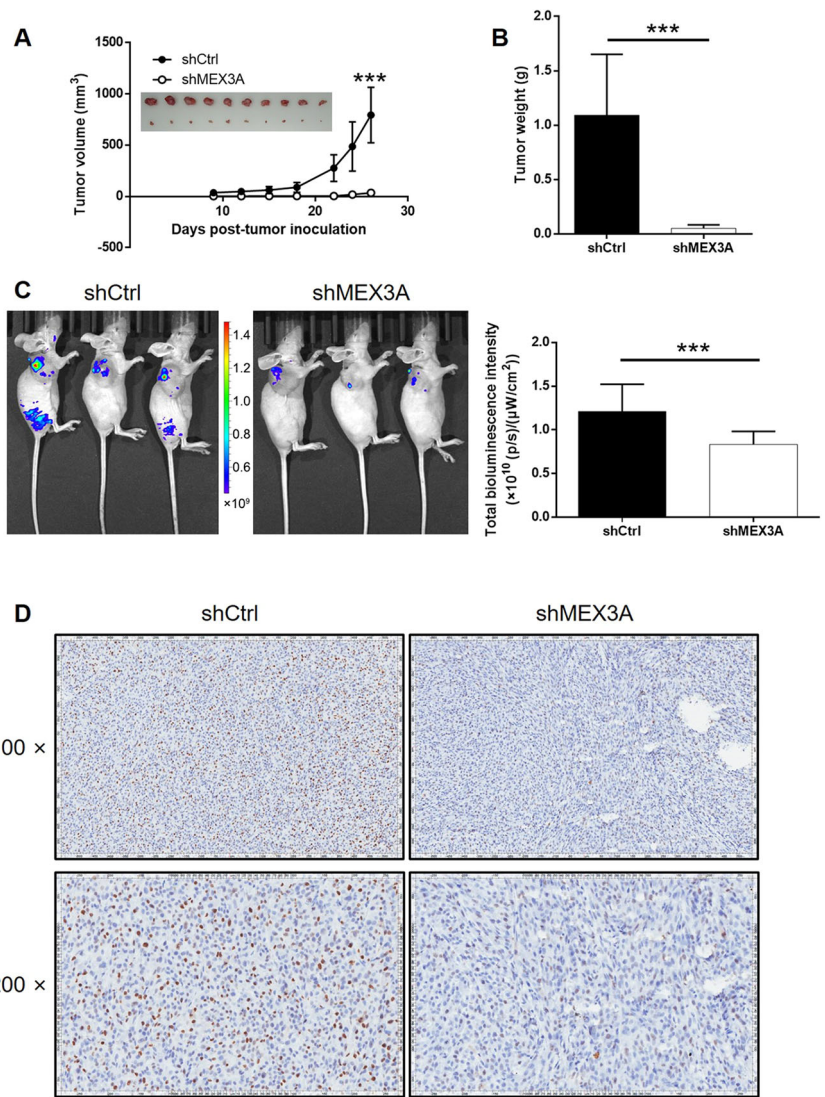 A
Tumor volume (mm³)
1500
1000
500
0
-500
shCtrl
shMEX3A
***
10
20
30
Days post-tumor inoculation
B
Tumor weight (g)
2.0
1.5
1.0
0.5
0.0
***
shCtrl
shMEX3A
C
shCtrl
shMEX3A
1.4
1.2
1.0
0.8
0.6
×10⁹
Total bioluminescence intensity
(×10¹⁰ (p/s)/(µW/cm²))
2.0
1.5
1.0
0.5
0.0
***
shCtrl
shMEX3A
D
shCtrl
shMEX3A
00 ×
00 ×